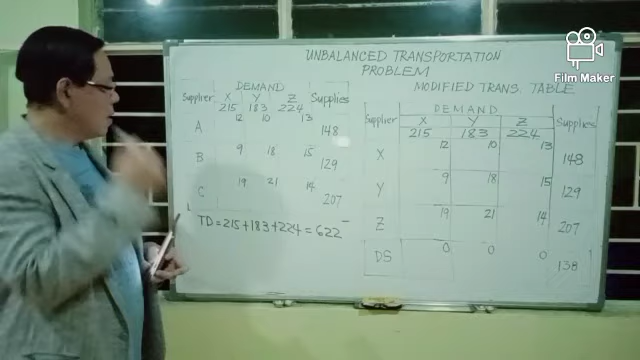 UNBALANCED TRANSPORTATION
PROBLEM
DEMAND
Supplier X Y Z Supplies
215 183 224
A 12 10 13 148
B 9 18 15 129
C 19 21 14 207
TD=215+183+224=622
MODIFIED TRANS. TABLE
DEMAND
Supplier X Y Z Supplies
215 183 224
X 12 10 13 148
Y 9 18 15 129
Z 19 21 14 207
DS 0 0 0 138
Film Maker